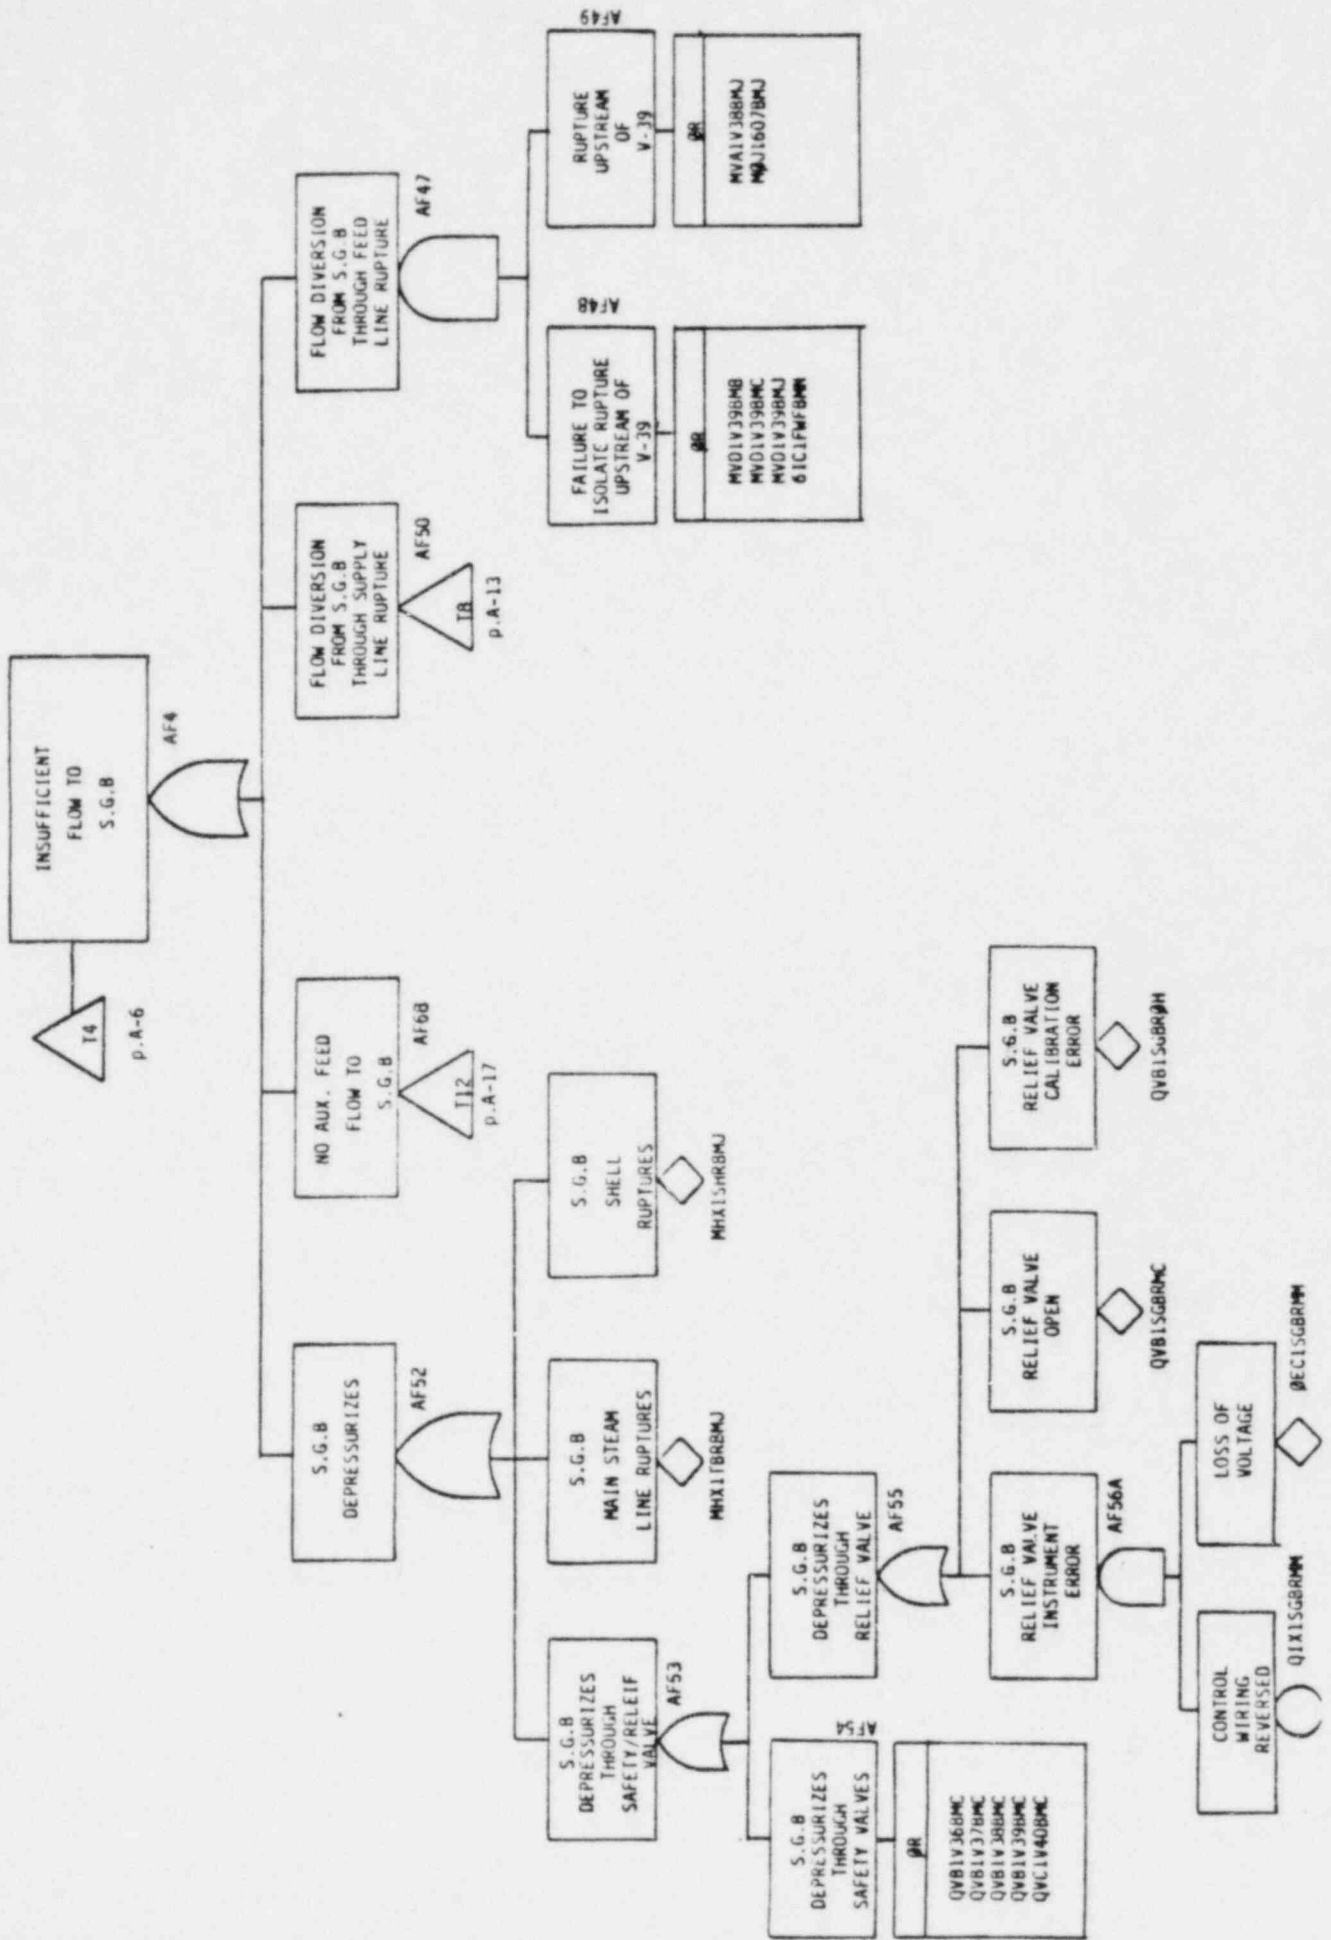 T4
p.A-6
INSUFFICIENT
FLOW TO
S.G.B
AF4
S.G.B
DEPRESSURIZES
AF52
NO AUX. FEED
FLOW TO
S.G.B
AF68
T12
p.A-17
FLOW DIVERSION
FROM S.G.B
THROUGH SUPPLY
LINE RUPTURE
AF50
T8
p.A-13
FLOW DIVERSION
FROM S.G.B
THROUGH FEED
LINE RUPTURE
AF47
S.G.B
DEPRESSURIZES
THROUGH
SAFETY/RELEIF
VALVE
AF53
S.G.B
MAIN STEAM
LINE RUPTURES
MHX1TBRBMJ
S.G.B
SHELL
RUPTURES
MHX1SHRBMJ
FAILURE TO
ISOLATE RUPTURE
UPSTREAM OF
V-39
AF48
ØR
MVD1V39BMB
MVD1V39BMC
MVD1V39BMJ
6IC1FWFBMM
RUPTURE
UPSTREAM
OF
V-39
AF49
ØR
MVA1V38BMJ
MØJ1607BMJ
S.G.B
DEPRESSURIZES
THROUGH
SAFETY VALVES
AF54
ØR
QVB1V36BMC
QVB1V37BMC
QVB1V38BMC
QVB1V39BMC
QVC1V40BMC
S.G.B
DEPRESSURIZES
THROUGH
RELIEF VALVE
AF55
S.G.B
RELIEF VALVE
INSTRUMENT
ERROR
AF56A
S.G.B
RELIEF VALVE
OPEN
QVB1SGBRMC
S.G.B
RELIEF VALVE
CALIBRATION
ERROR
QVB1SGBRØH
CONTROL
WIRING
REVERSED
QIX1SGBRMM
LOSS OF
VOLTAGE
ØEC1SGBRMM